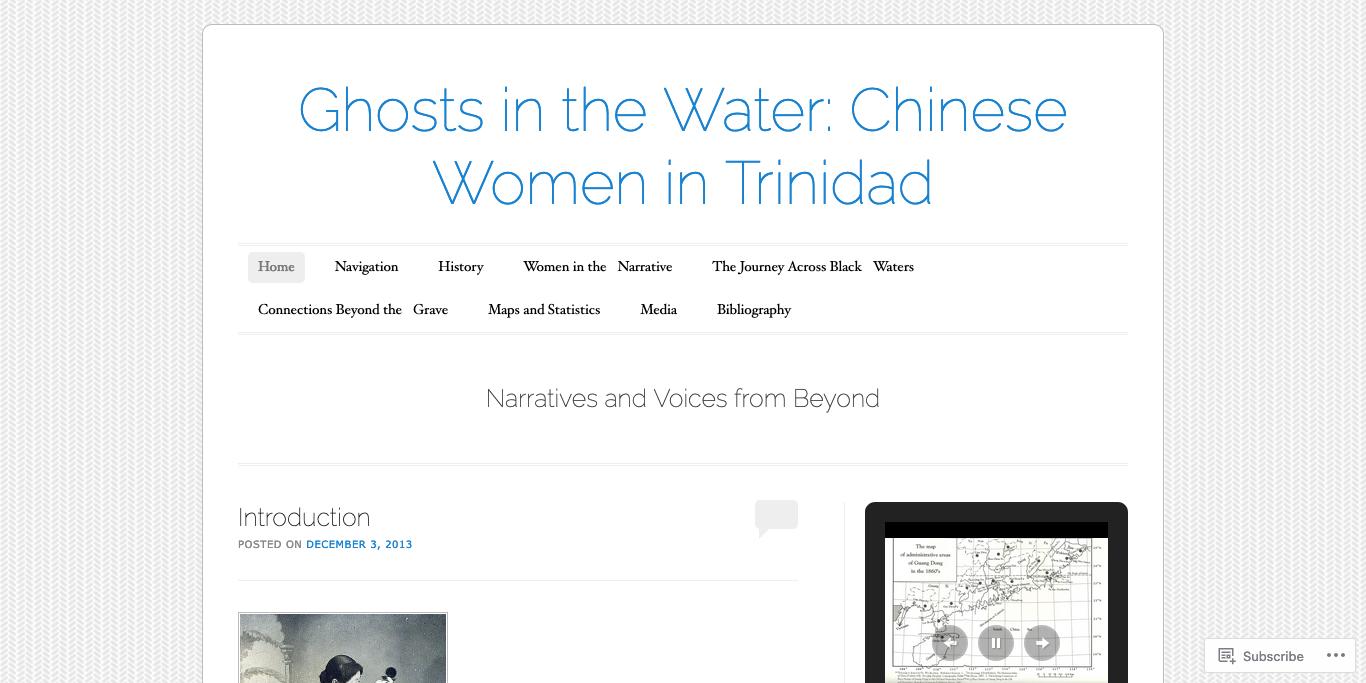 Ghosts in the Water: Chinese
Women in Trinidad
Home Navigation History Women in the Narrative The Journey Across Black Waters
Connections Beyond the Grave Maps and Statistics Media Bibliography
Narratives and Voices from Beyond
Introduction
POSTED ON DECEMBER 3, 2013
The map
of administrative areas
of Guang Dong
in the 1860's
Subscribe